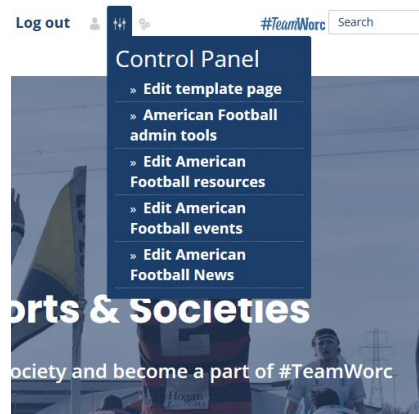 Log out
#TeamWorc
Search
Control Panel
» Edit template page
» American Football
admin tools
» Edit American
Football resources
» Edit American
Football events
» Edit American
Football News
orts & Societies
ociety and become a part of #TeamWorc
Hogan